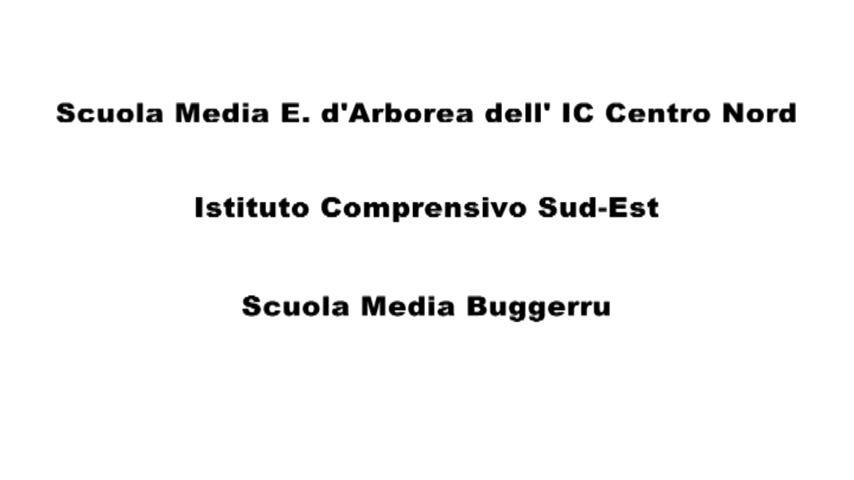 Scuola Media E. d'Arborea dell' IC Centro Nord
Istituto Comprensivo Sud-Est
Scuola Media Buggerru